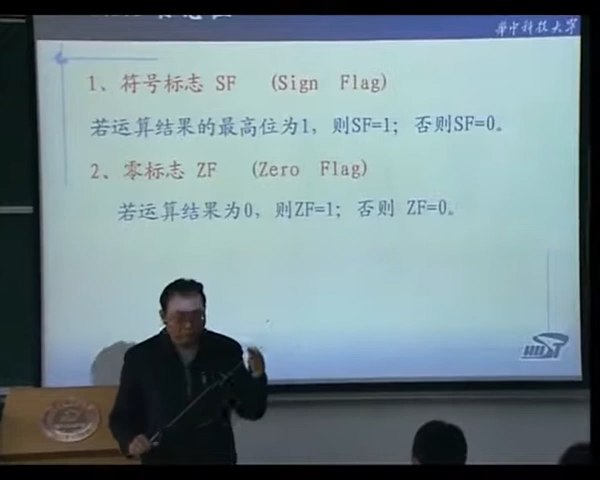 华中科技大学
1、符号标志 SF (Sign Flag)
若运算结果的最高位为1，则SF=1；否则SF=0。
2、零标志 ZF (Zero Flag)
若运算结果为0，则ZF=1；否则 ZF=0。